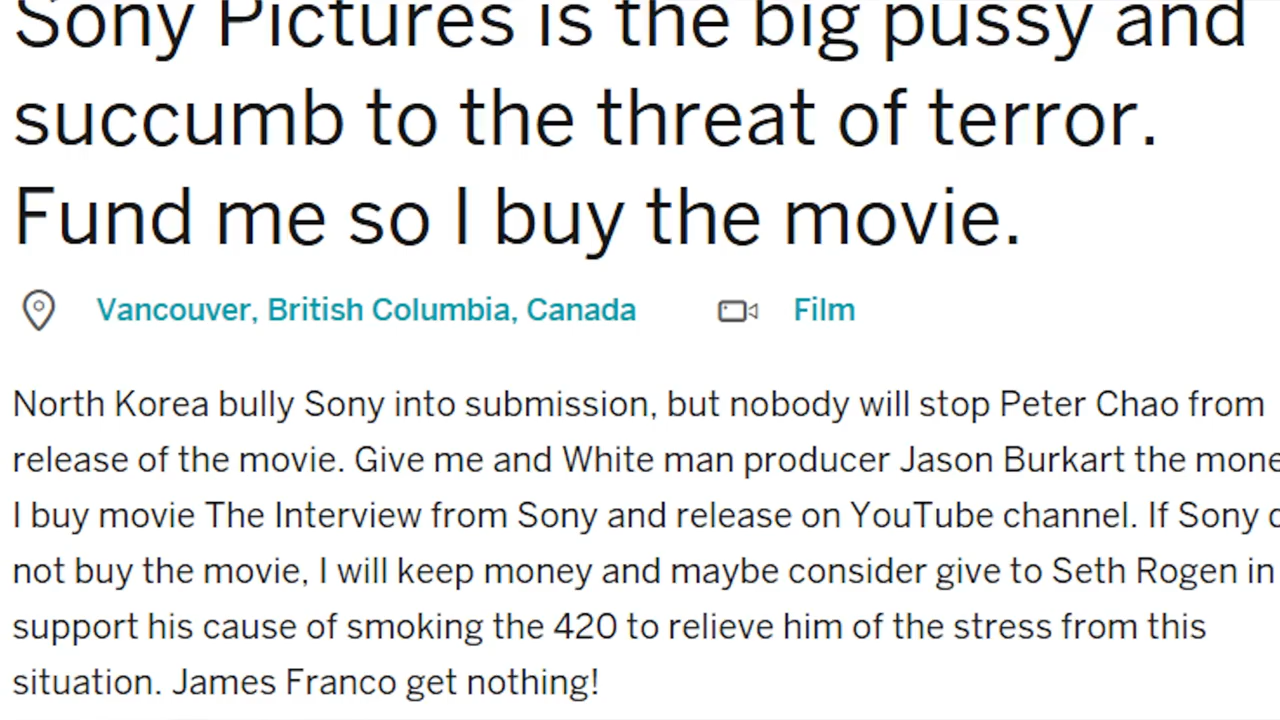 Sony Pictures is the big pussy and
succumb to the threat of terror.
Fund me so I buy the movie.
Vancouver, British Columbia, Canada Film
North Korea bully Sony into submission, but nobody will stop Peter Chao from
release of the movie. Give me and White man producer Jason Burkart the
I buy movie The Interview from Sony and release on YouTube channel. If Sony
not buy the movie, I will keep money and maybe consider give to Seth Rogen in
support his cause of smoking the 420 to relieve him of the stress from this
situation. James Franco get nothing!